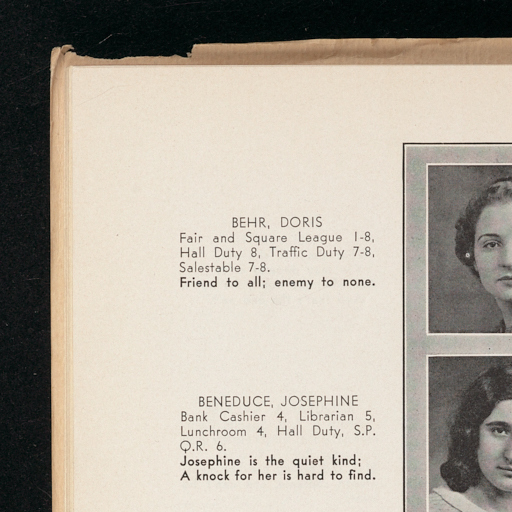 BEHR, DORIS
Fair and Square League 1-8,
Hall Duty 8, Traffic Duty 7-8,
Salestable 7-8.
Friend to all; enemy to none.
BENEDUCE, JOSEPHINE
Bank Cashier 4, Librarian 5,
Lunchroom 4, Hall Duty, S.P.
Q.R. 6.
Josephine is the quiet kind;
A knock for her is hard to find.